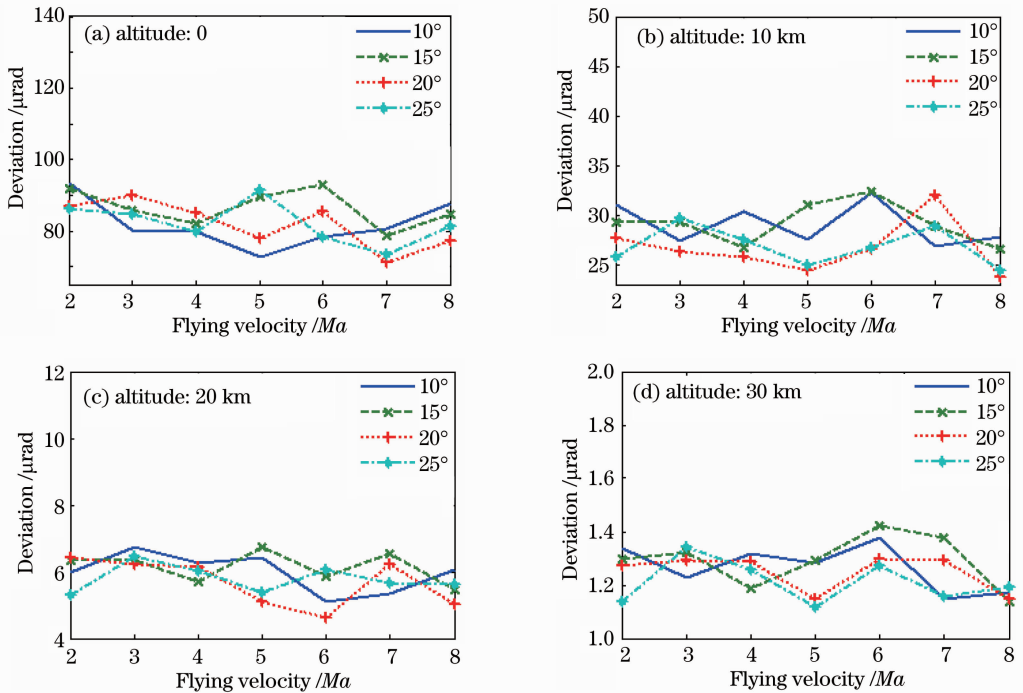 140
120
100
80
Deviation /μrad
(a) altitude: 0
10°
15°
20°
25°
2 3 4 5 6 7 8
Flying velocity /Ma
50
45
40
35
30
25
Deviation /μrad
(b) altitude: 10 km
10°
15°
20°
25°
2 3 4 5 6 7 8
Flying velocity /Ma
12
10
8
6
4
Deviation /μrad
(c) altitude: 20 km
10°
15°
20°
25°
2 3 4 5 6 7 8
Flying velocity /Ma
2.0
1.8
1.6
1.4
1.2
1.0
Deviation /μrad
(d) altitude: 30 km
10°
15°
20°
25°
2 3 4 5 6 7 8
Flying velocity /Ma